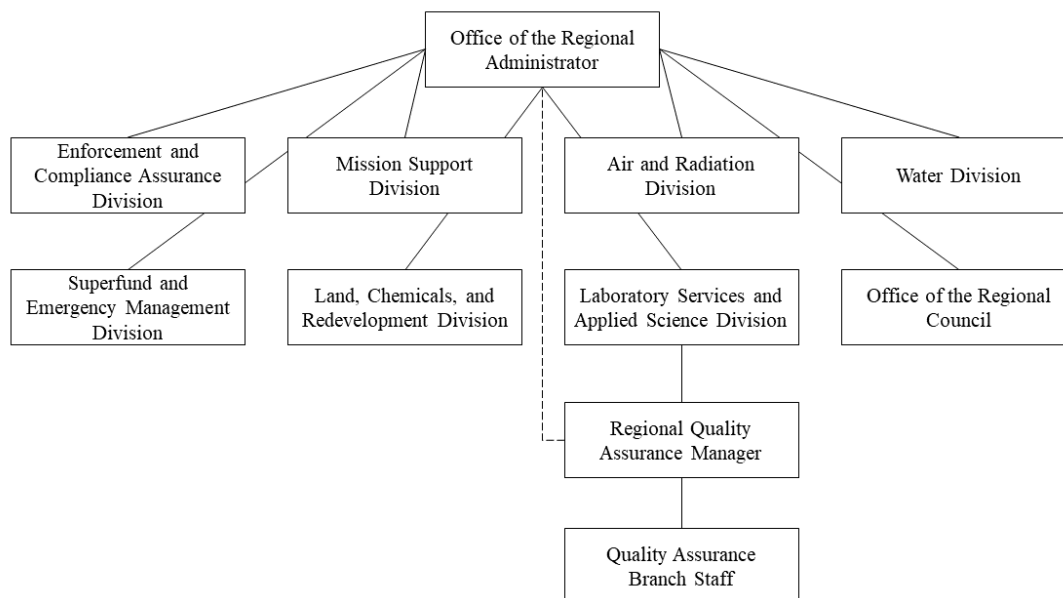 Office of the Regional
Administrator
Enforcement and
Compliance Assurance
Division
Mission Support
Division
Air and Radiation
Division
Water Division
Superfund and
Emergency Management
Division
Land, Chemicals, and
Redevelopment Division
Laboratory Services and
Applied Science Division
Office of the Regional
Council
Regional Quality
Assurance Manager
Quality Assurance
Branch Staff